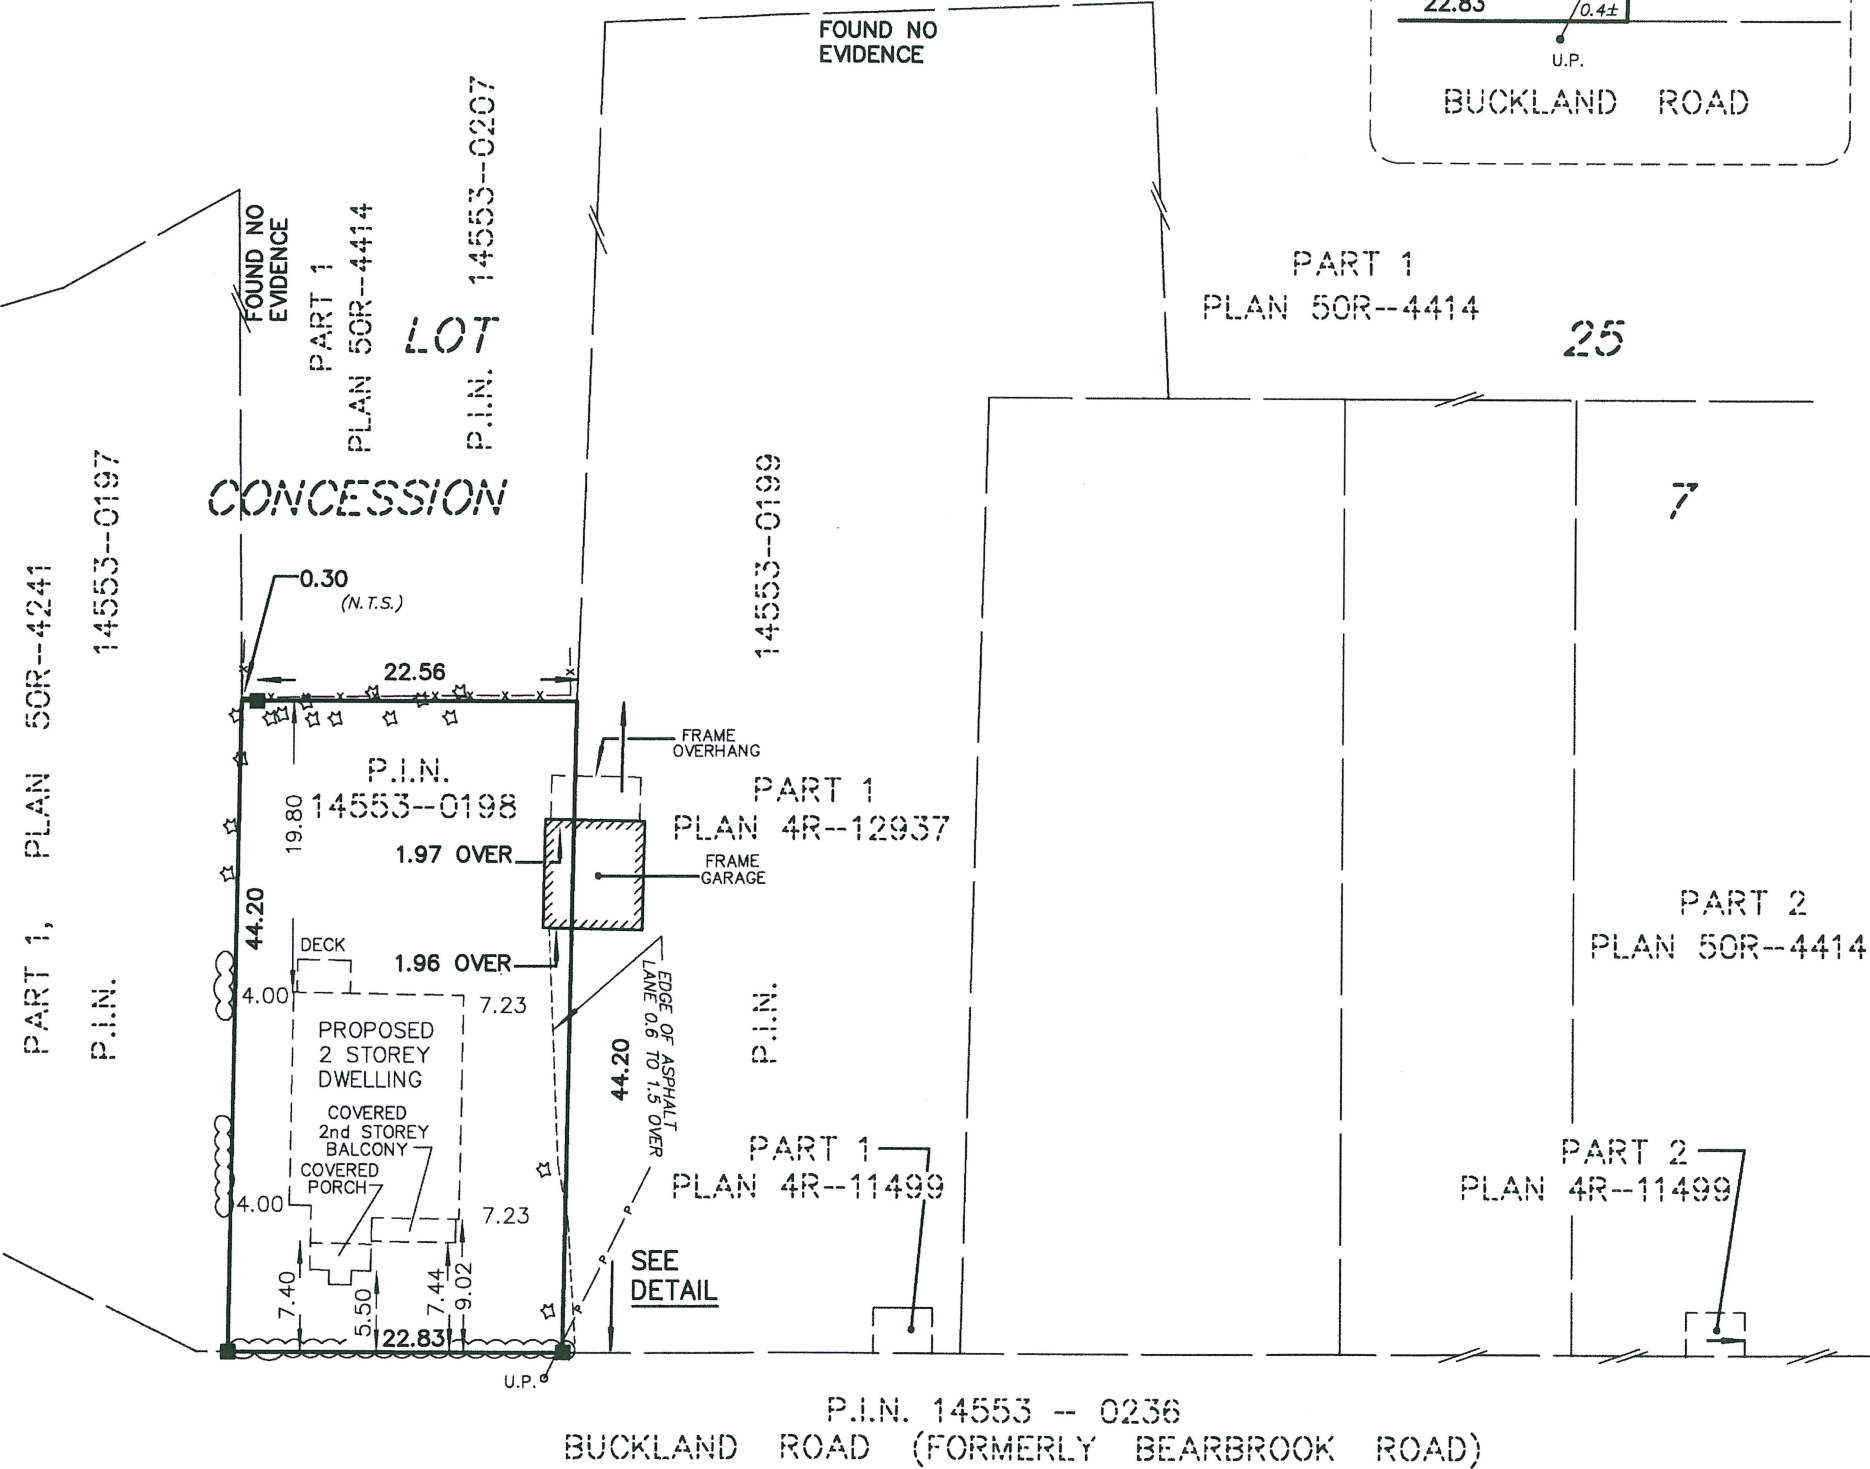 FOUND NO
EVIDENCE
22.83
0.4±
U.P.
BUCKLAND ROAD
FOUND NO
EVIDENCE
PART 1
PLAN 50R--4414
P.I.N. 14553--0207
LOT
PART 1
PLAN 50R--4414
25
CONCESSION
7
PART 1, PLAN 50R--4241
P.I.N. 14553--0197
0.30
(N.T.S.)
22.56
P.I.N. 14553--0199
FRAME
OVERHANG
P.I.N.
14553--0198
19.80
PART 1
PLAN 4R--12937
1.97 OVER
FRAME
GARAGE
44.20
DECK
1.96 OVER
4.00
7.23
PROPOSED
2 STOREY
DWELLING
EDGE OF ASPHALT
LANE 0.6 TO 1.5 OVER
44.20
PART 2
PLAN 50R--4414
COVERED
2nd STOREY
BALCONY
COVERED
PORCH
4.00
7.23
PART 1
PLAN 4R--11499
PART 2
PLAN 4R--11499
P
P
P
7.40
5.50
7.44
9.02
SEE
DETAIL
22.83
U.P.
P.I.N. 14553 -- 0236
BUCKLAND ROAD (FORMERLY BEARBROOK ROAD)